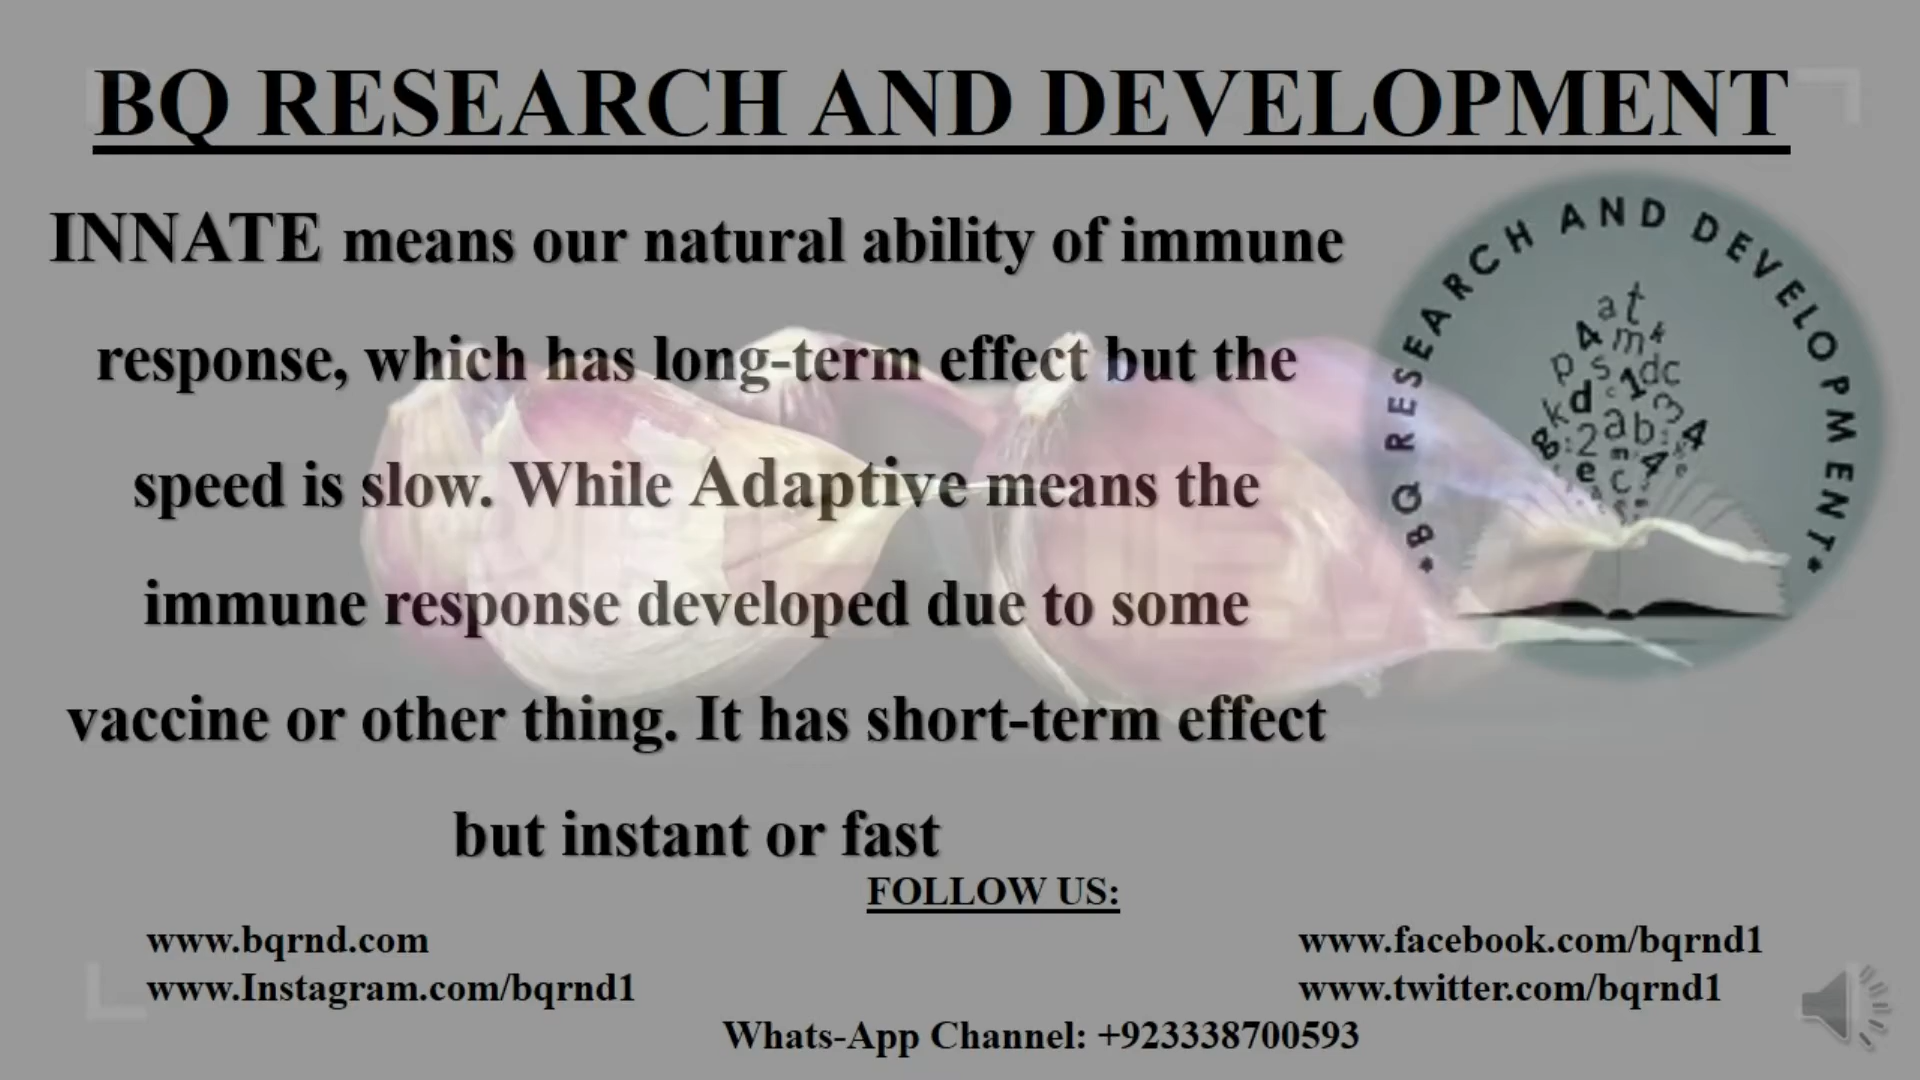 BQ RESEARCH AND DEVELOPMENT
INNATE means our natural ability of immune
response, which has long-term effect but the
speed is slow. While Adaptive means the
immune response developed due to some
vaccine or other thing. It has short-term effect
but instant or fast
BQ RESEARCH AND DEVELOPMENT
FOLLOW US:
www.bqrnd.com
www.facebook.com/bqrnd1
www.Instagram.com/bqrnd1
www.twitter.com/bqrnd1
Whats-App Channel: +923338700593